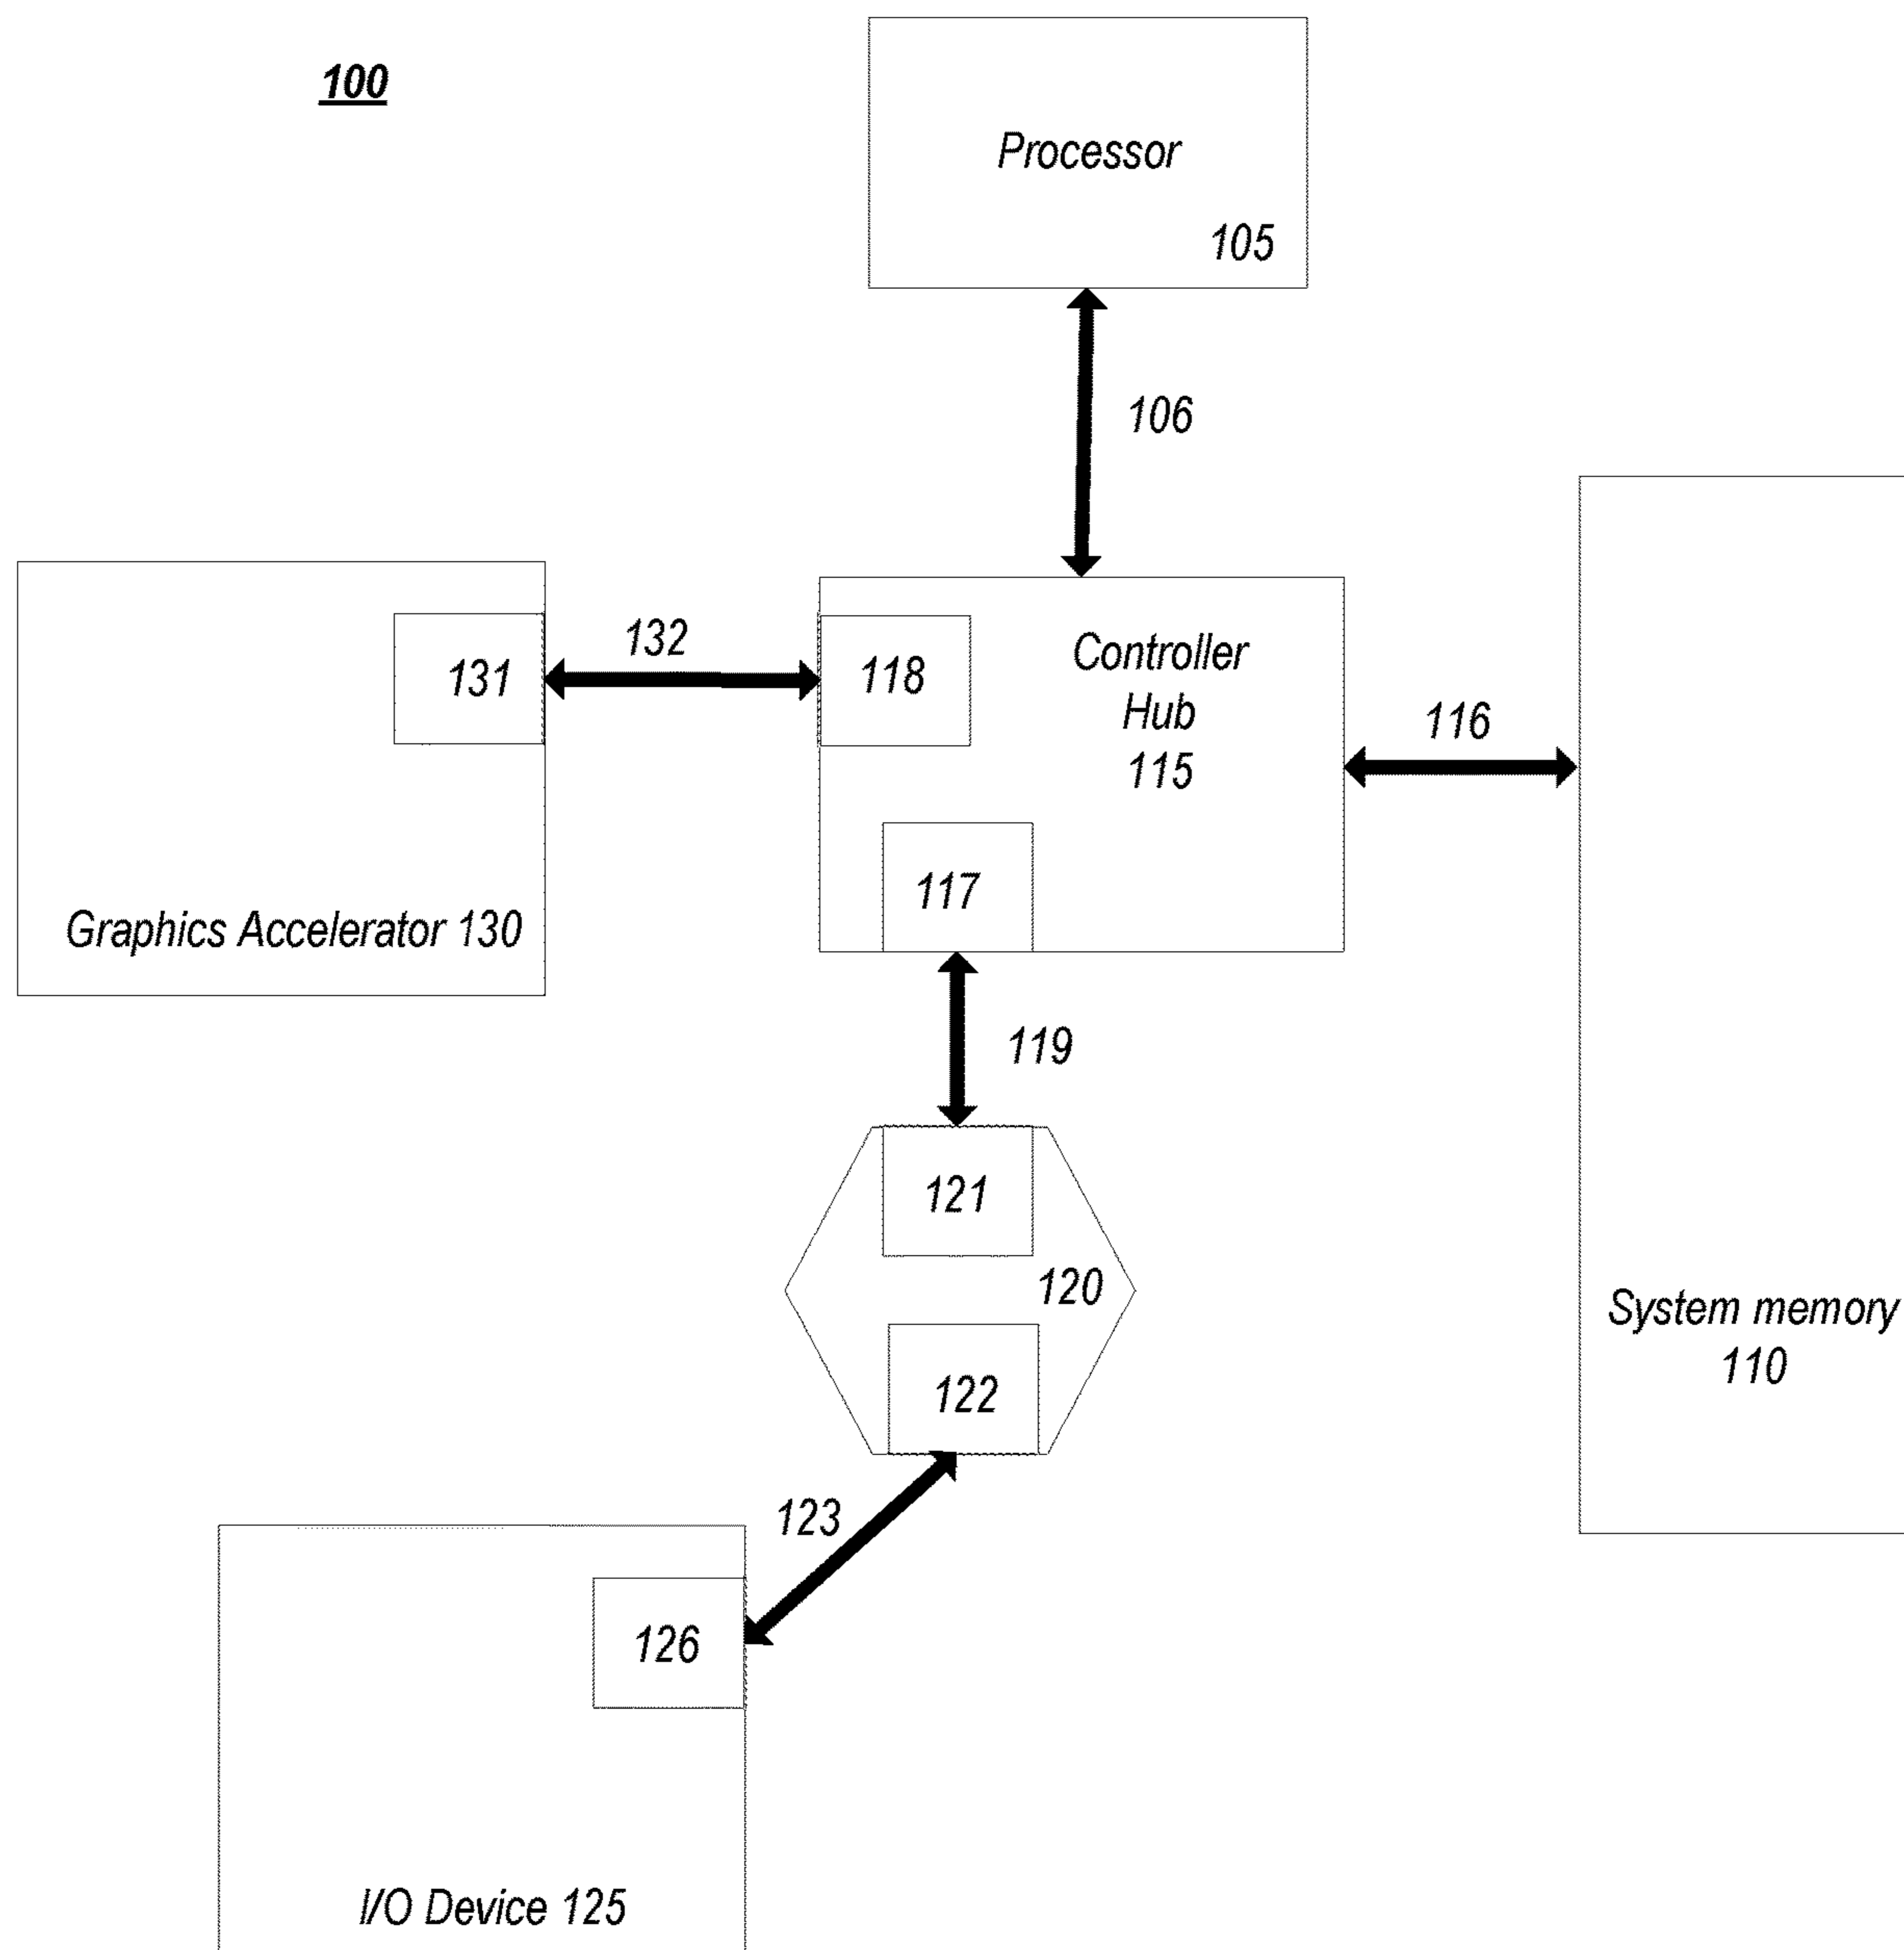 100
Processor
105
106
132
131
118
Controller
Hub
115
116
117
Graphics Accelerator 130
119
121
120
System memory
110
122
123
126
I/O Device 125